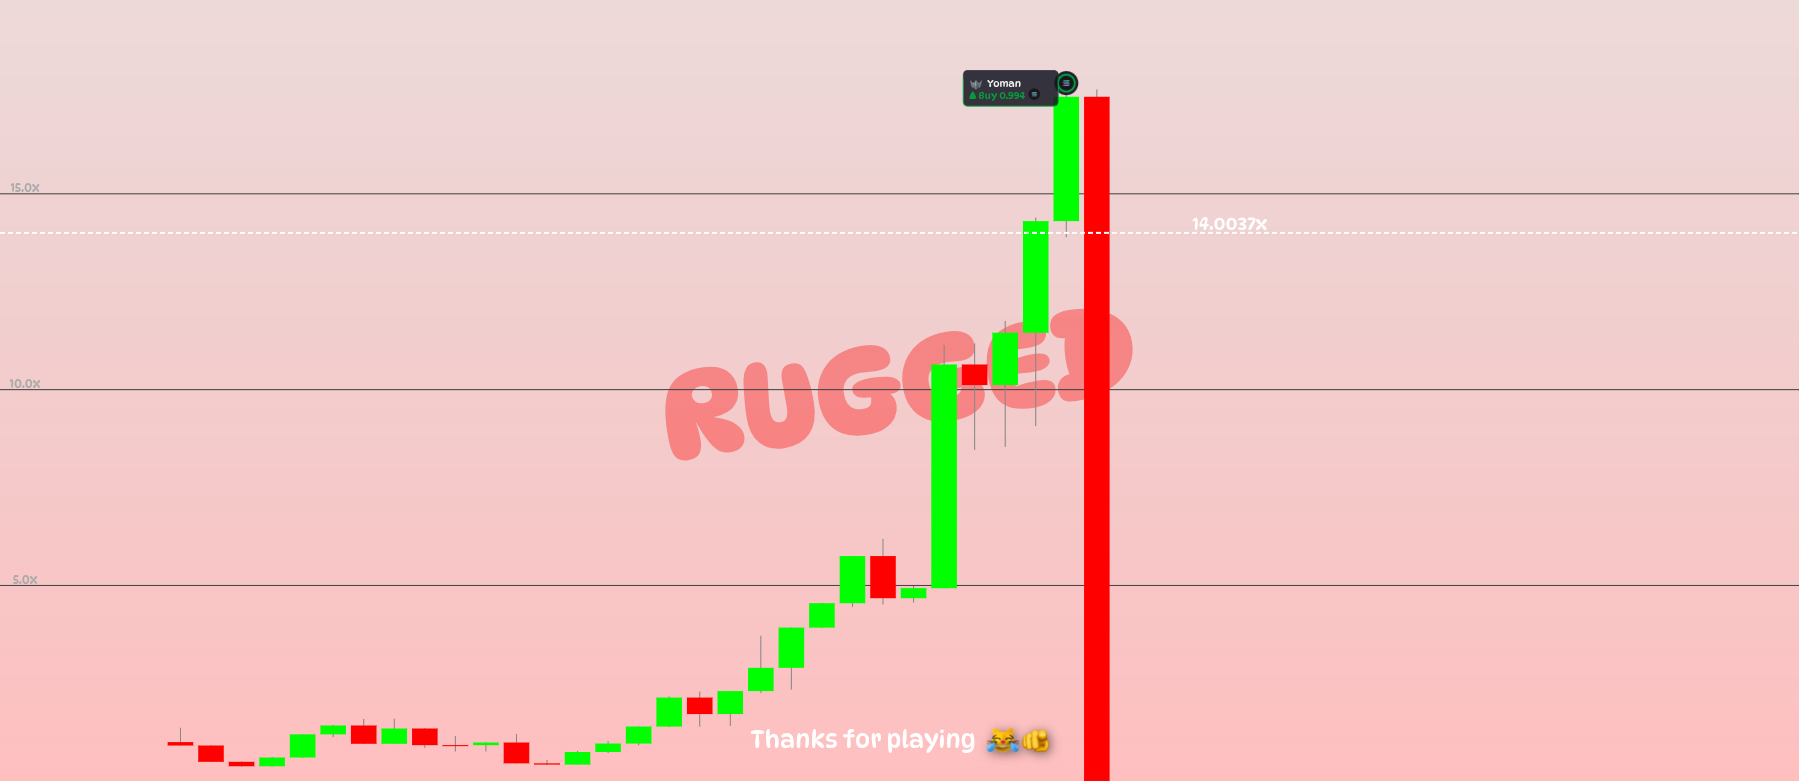 Yoman
Buy 0.994
15.0x
14.0037x
RUGGED
10.0x
5.0x
Thanks for playing